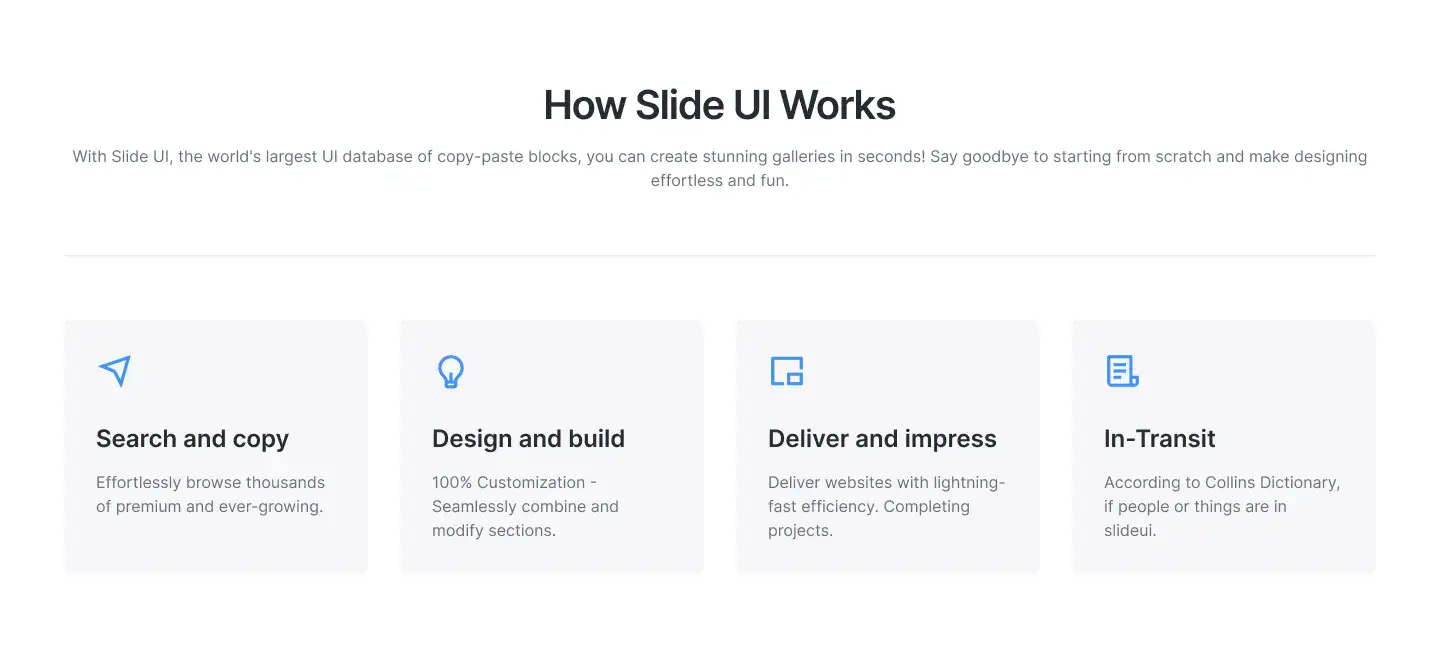 How Slide UI Works
With Slide UI, the world's largest UI database of copy-paste blocks, you can create stunning galleries in seconds! Say goodbye to starting from scratch and make designing
effortless and fun.
Search and copy
Effortlessly browse thousands
of premium and ever-growing.
Design and build
100% Customization -
Seamlessly combine and
modify sections.
Deliver and impress
Deliver websites with lightning-
fast efficiency. Completing
projects.
In-Transit
According to Collins Dictionary,
if people or things are in
slideui.